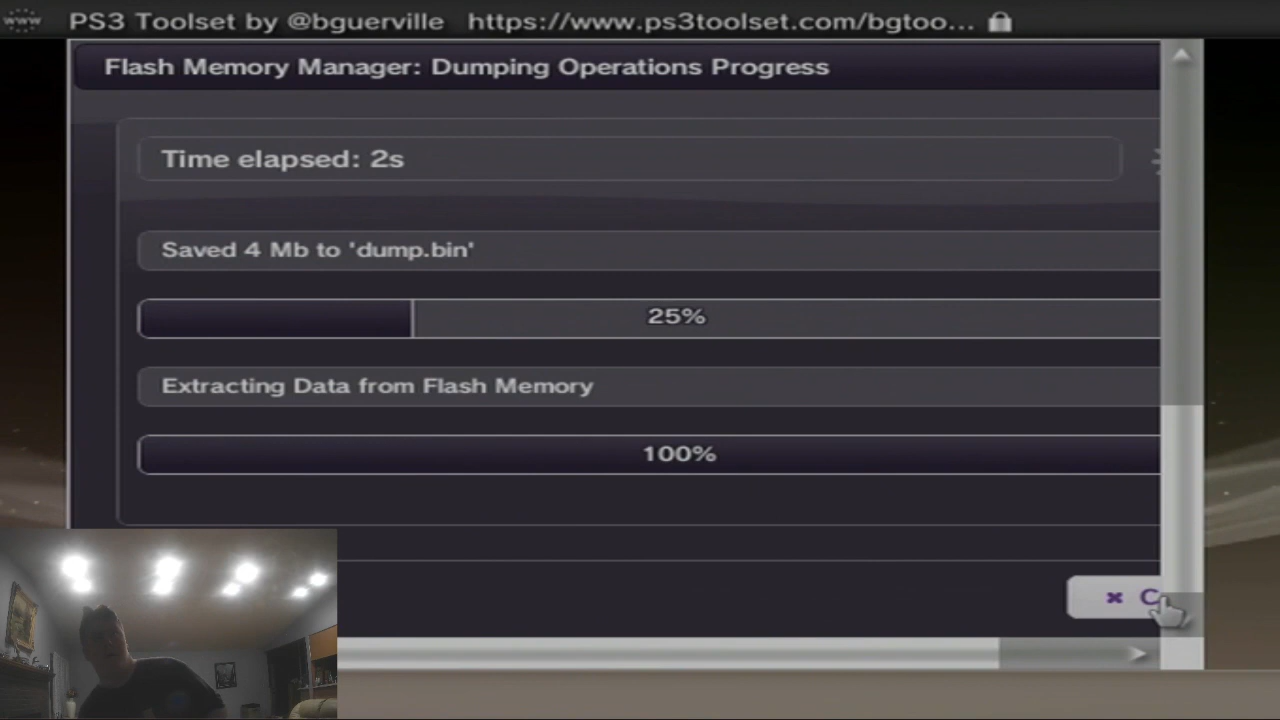 www PS3 Toolset by @bguerville https://www.ps3toolset.com/bgtoo...
Flash Memory Manager: Dumping Operations Progress
Time elapsed: 2s
Saved 4 Mb to 'dump.bin'
25%
Extracting Data from Flash Memory
100%
× C